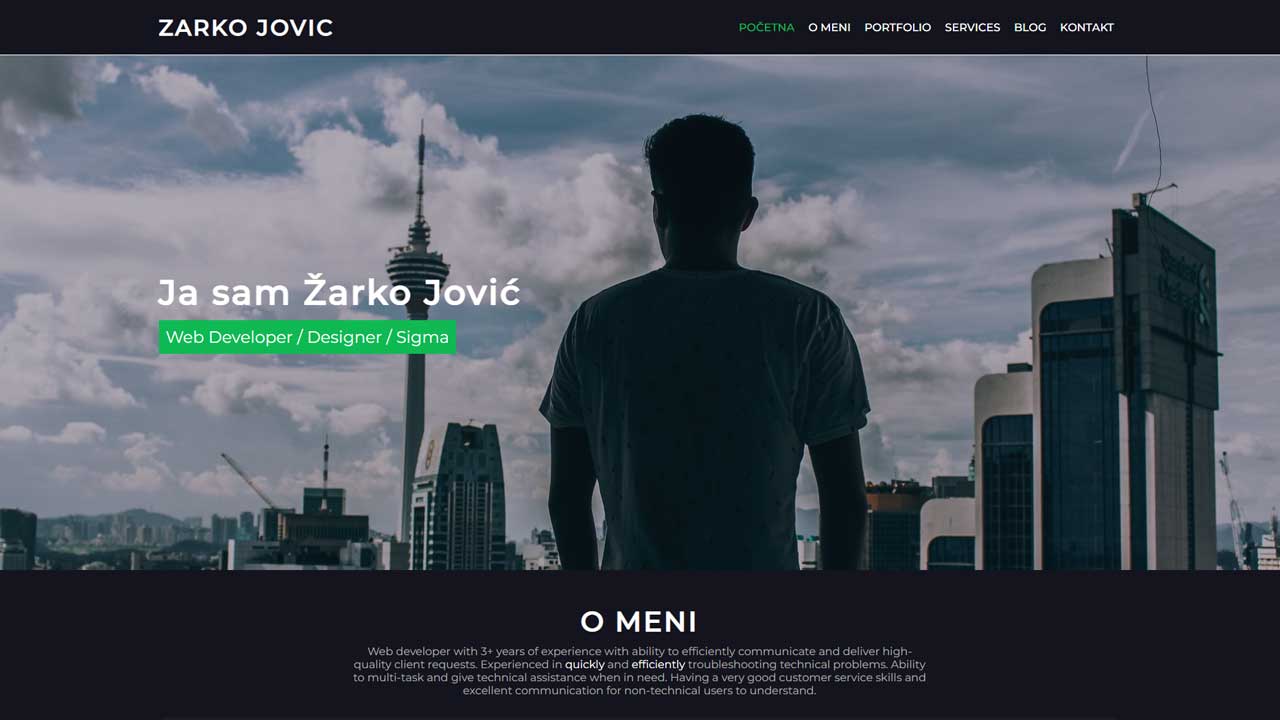 ZARKO JOVIC
POČETNA O MENI PORTFOLIO SERVICES BLOG KONTAKT
Ja sam Žarko Jović
Web Developer / Designer / Sigma
O MENI
Web developer with 3+ years of experience with ability to efficiently communicate and deliver high-
quality client requests. Experienced in quickly and efficiently troubleshooting technical problems. Ability
to multi-task and give technical assistance when in need. Having a very good customer service skills and
excellent communication for non-technical users to understand.